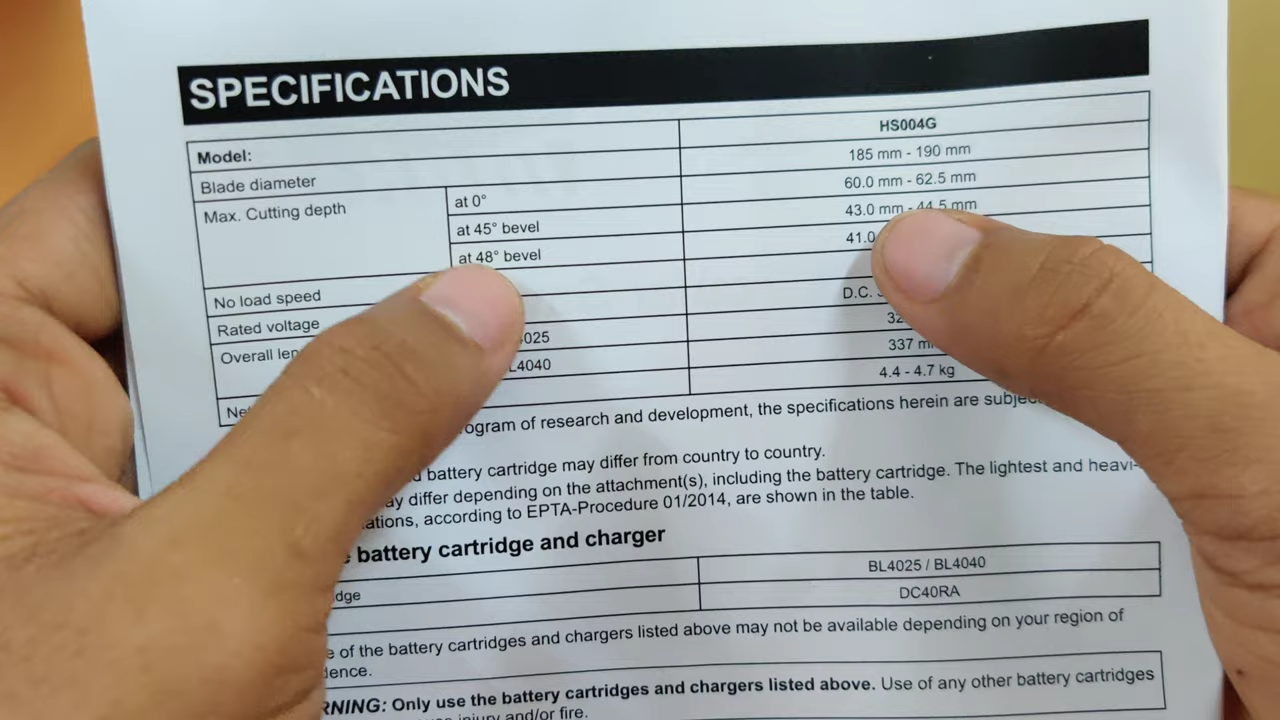 SPECIFICATIONS
Model: HS004G
Blade diameter 185 mm - 190 mm
Max. Cutting depth at 0° 60.0 mm - 62.5 mm
at 45° bevel 43.0 mm - 44.5 mm
at 48° bevel 41.0
No load speed
Rated voltage D.C.
Overall 025 32
L4040 337
4.4 - 4.7 kg
ogram of research and development, the specifications herein are
battery cartridge may differ from country to country.
ay differ depending on the attachment(s), including the battery cartridge. The lightest and heavi-
ations, according to EPTA-Procedure 01/2014, are shown in the table.
battery cartridge and charger
dge BL4025 / BL4040
DC40RA
e of the battery cartridges and chargers listed above may not be available depending on your region of
dence.
RNING: Only use the battery cartridges and chargers listed above. Use of any other battery cartridges
injury and/or fire.